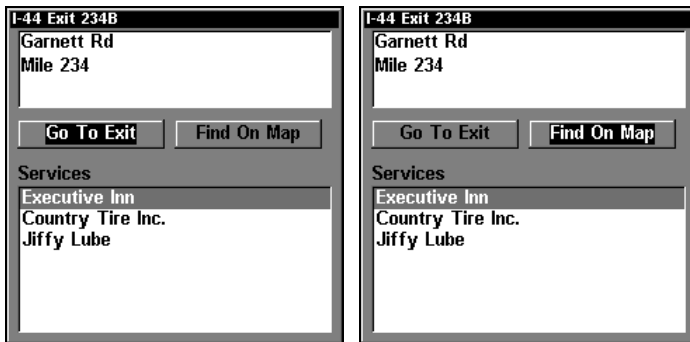 I-44 Exit 234B
Garnett Rd
Mile 234
Go To Exit Find On Map
Services
Executive Inn
Country Tire Inc.
Jiffy Lube
I-44 Exit 234B
Garnett Rd
Mile 234
Go To Exit Find On Map
Services
Executive Inn
Country Tire Inc.
Jiffy Lube